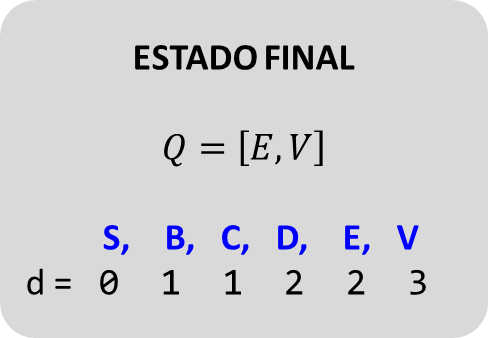 ESTADO FINAL
Q = [E, V]
S, B, C, D, E, V
d = 0 1 1 2 2 3